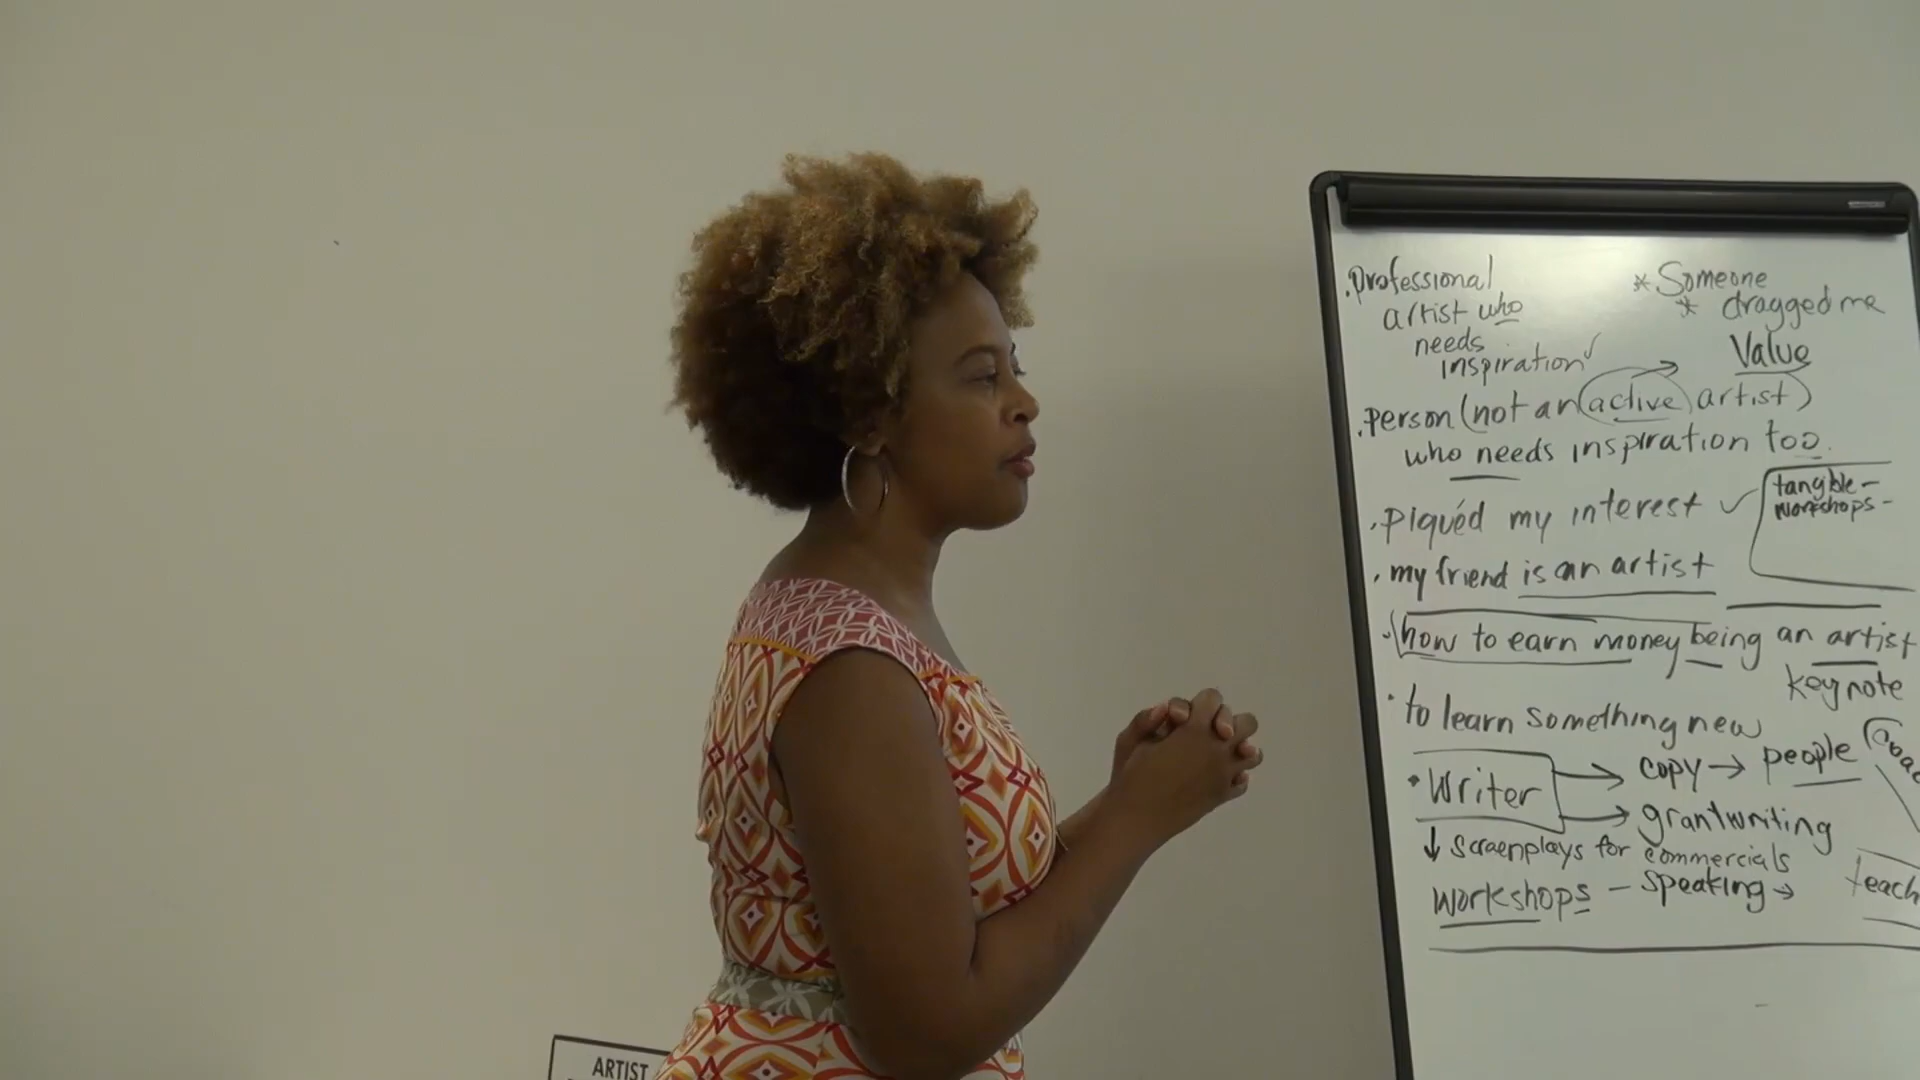 . professional
artist who
needs
inspiration
* Someone
* dragged me
Value
. person (not an active artist)
who needs inspiration too.
. piquéd my interest
tangible -
workshops -
. my friend is an artist
how to earn money being an artist
keynote
. to learn something new
. Writer
copy → people
grantwriting
↓ screenplays for commercials
workshops - speaking →
teach
ARTIST